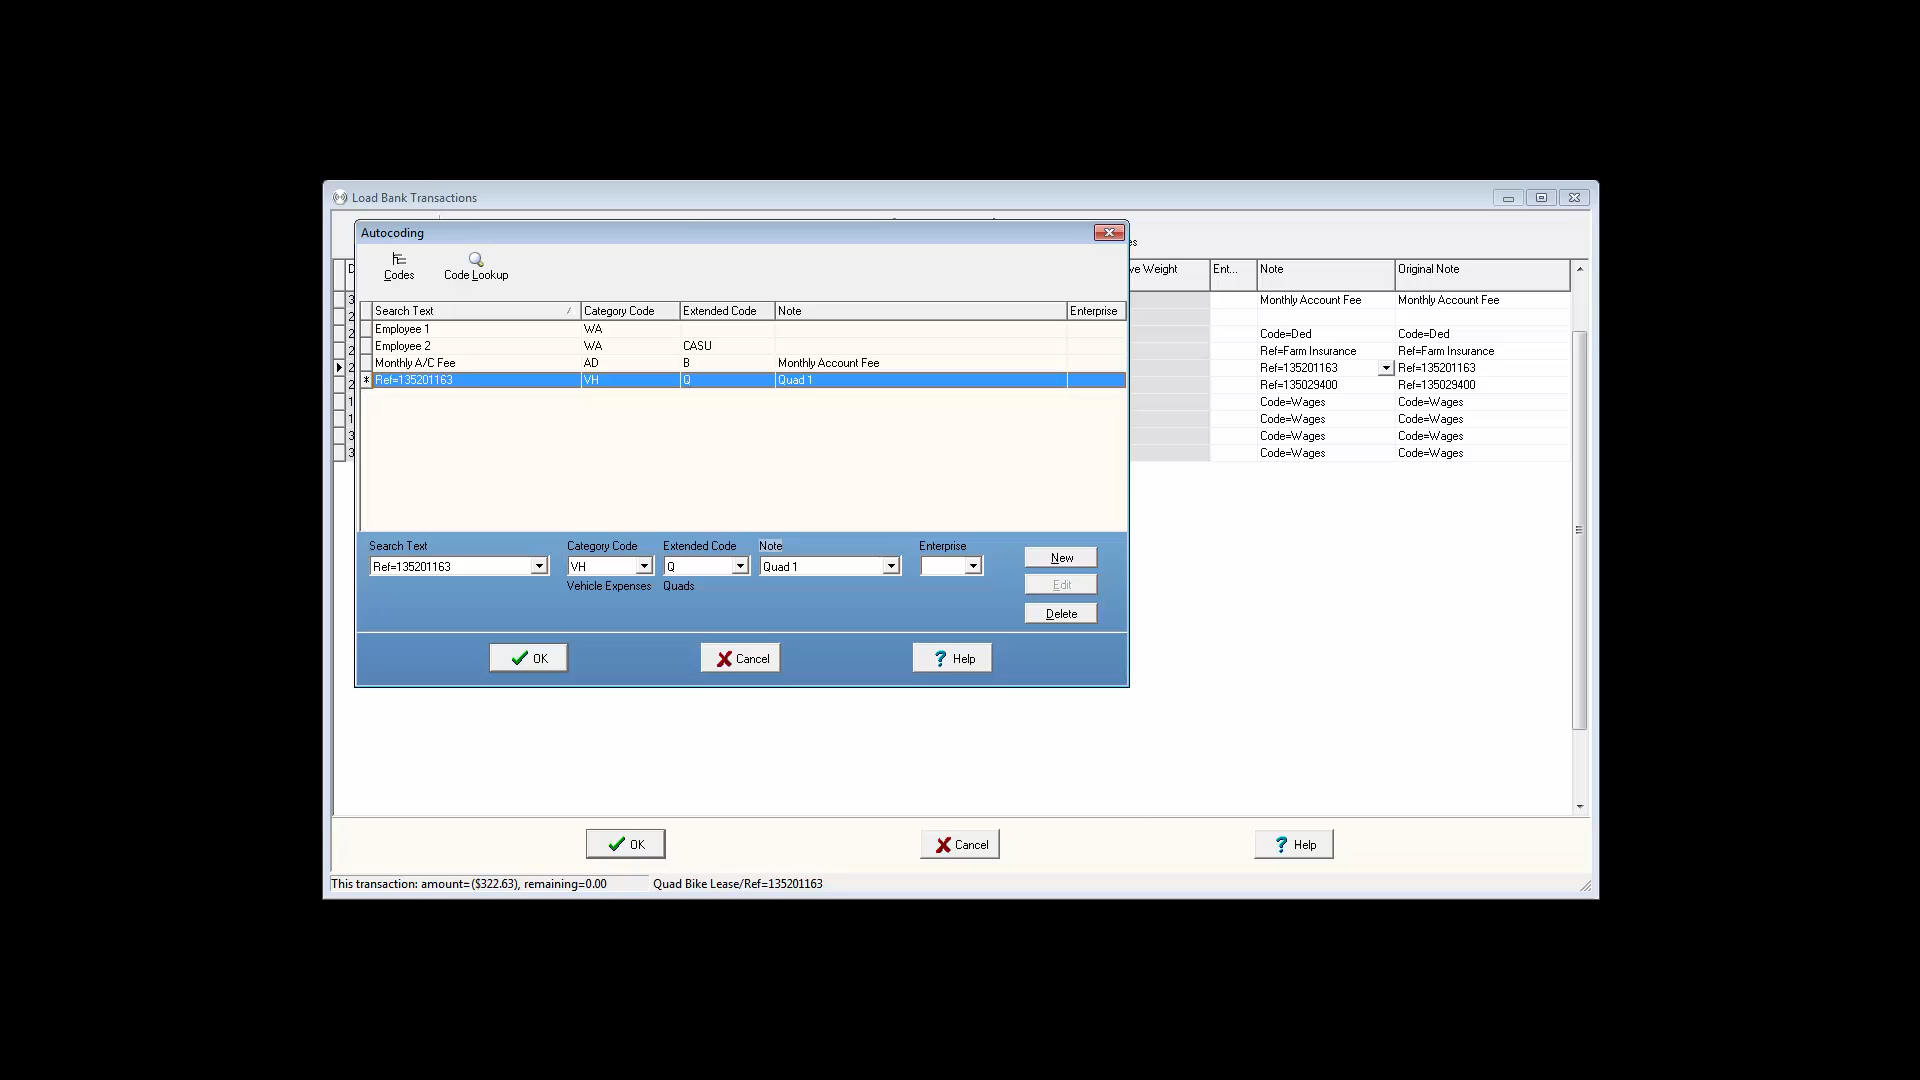 Load Bank Transactions
Autocoding
Codes
Code Lookup
Search Text Category Code Extended Code Note Enterprise
Employee 1 WA
Employee 2 WA CASU
Monthly A/C Fee AD B Monthly Account Fee
* Ref=135201163 VH Q Quad 1
ve Weight Ent... Note Original Note
Monthly Account Fee Monthly Account Fee
Code=Ded Code=Ded
Ref=Farm Insurance Ref=Farm Insurance
Ref=135201163 Ref=135201163
Ref=135029400 Ref=135029400
Code=Wages Code=Wages
Code=Wages Code=Wages
Code=Wages Code=Wages
Code=Wages Code=Wages
Search Text Category Code Extended Code Note Enterprise
Ref=135201163 VH Q Quad 1
Vehicle Expenses Quads
New
Edit
Delete
OK Cancel ? Help
OK Cancel ? Help
This transaction: amount=($322.63), remaining=0.00 Quad Bike Lease/Ref=135201163